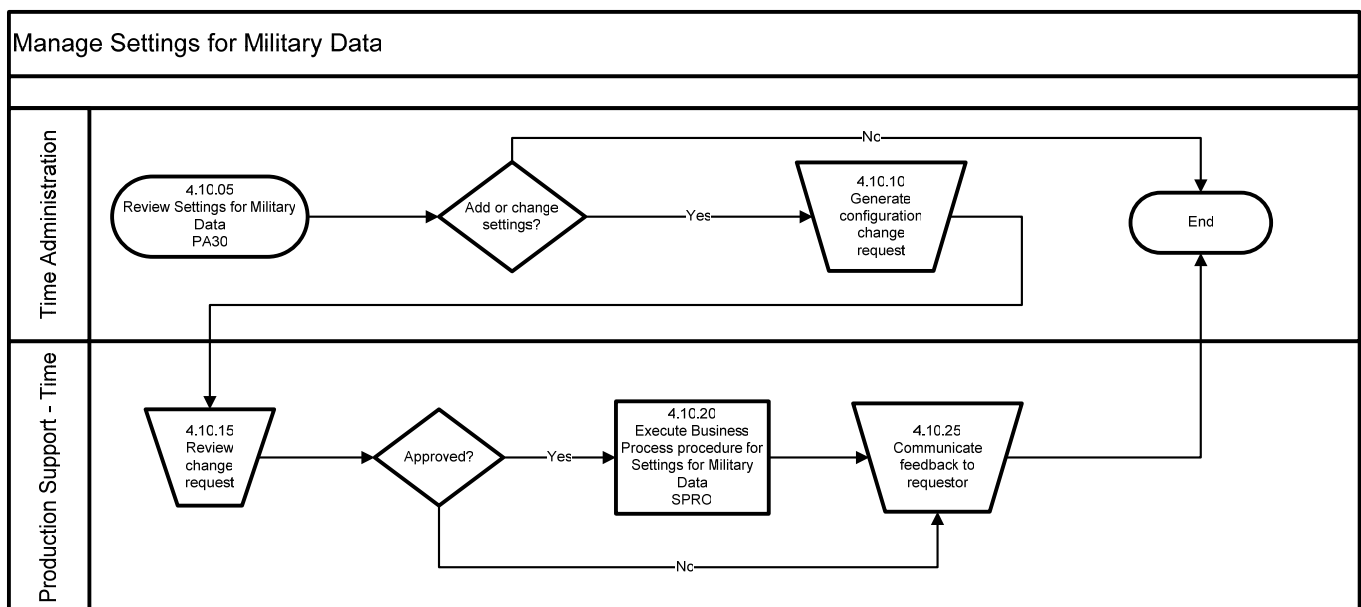 Manage Settings for Military Data
Time Administration
4.10.05
Review Settings for Military
Data
PA30
Add or change
settings?
No
Yes
4.10.10
Generate
configuration
change
request
End
Production Support - Time
4.10.15
Review
change
request
Approved?
Yes
No
4.10.20
Execute Business
Process procedure for
Settings for Military
Data
SPRO
4.10.25
Communicate
feedback to
requestor